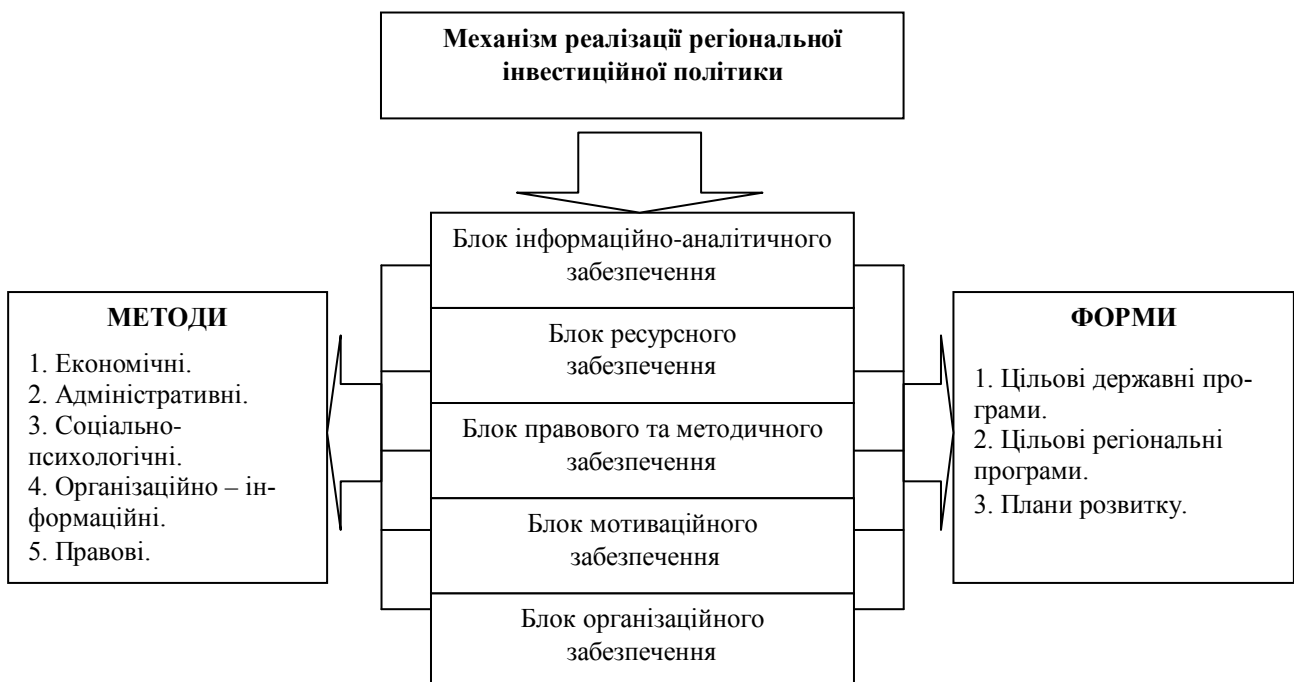 Механізм реалізації регіональної
інвестиційної політики
Блок інформаційно-аналітичного
забезпечення
Блок ресурсного
забезпечення
Блок правового та методичного
забезпечення
Блок мотиваційного
забезпечення
Блок організаційного
забезпечення
МЕТОДИ
1. Економічні.
2. Адміністративні.
3. Соціально-
психологічні.
4. Організаційно – ін-
формаційні.
5. Правові.
ФОРМИ
1. Цільові державні про-
грами.
2. Цільові регіональні
програми.
3. Плани розвитку.